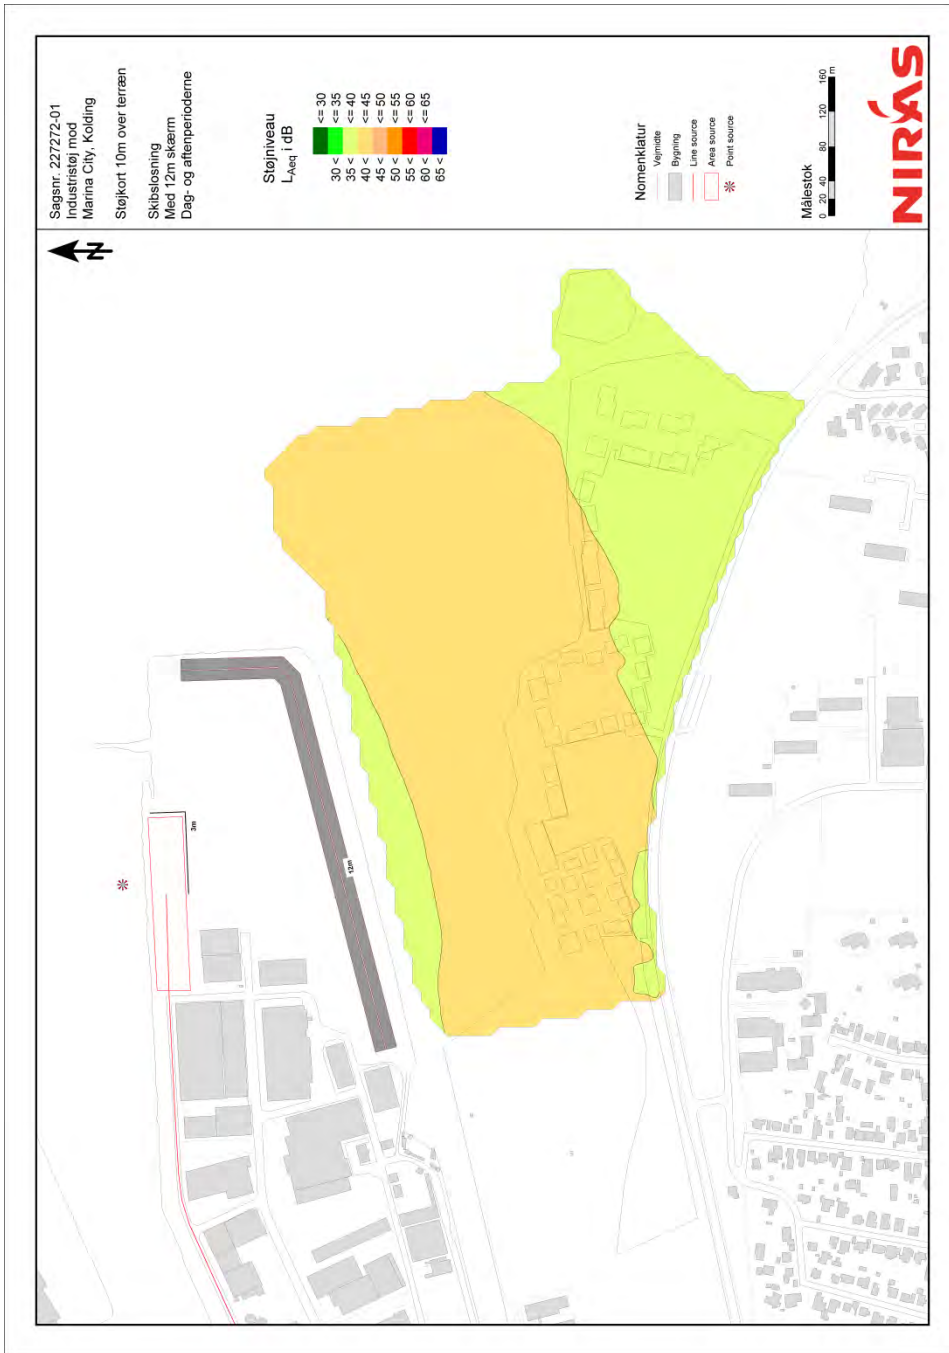 Sagsnr. 227272-01
Industristøj mod
Marina City, Kolding
Støjkort 10m over terræn
Skibslosning
Med 12m skærm
Dag- og aftenperioderne
Støjniveau
LAeq i dB
<= 30
30 < <= 35
35 < <= 40
40 < <= 45
45 < <= 50
50 < <= 55
55 < <= 60
60 < <= 65
65 <
Nomenklatur
Vejmidte
Bygning
Line source
Area source
Point source
Målestok
0 20 40 80 120 160
m
NIRAS
N
3m
12m